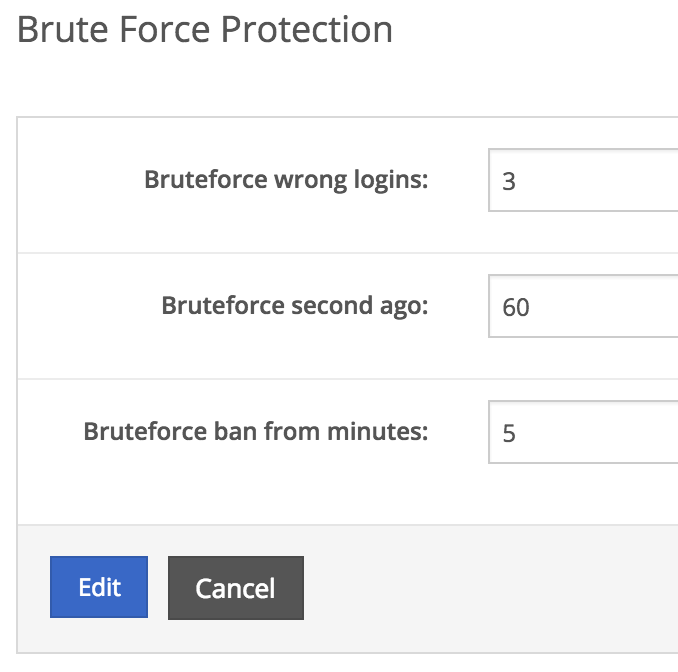 Brute Force Protection
Bruteforce wrong logins: 3
Bruteforce second ago: 60
Bruteforce ban from minutes: 5
Edit Cancel